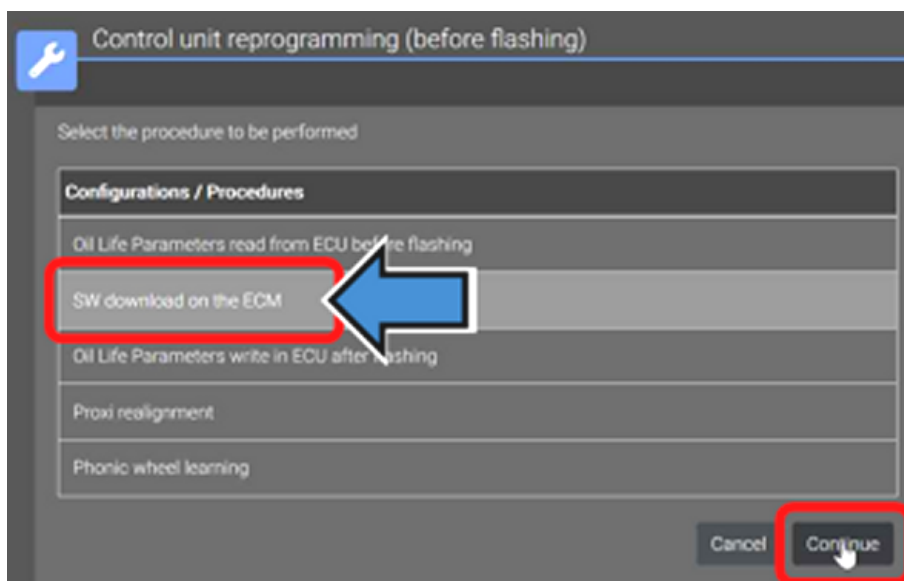 Control unit reprogramming (before flashing)
Select the procedure to be performed
Configurations / Procedures
Oil Life Parameters read from ECU before flashing
SW download on the ECM
Oil Life Parameters write in ECU after flashing
Proxi realignment
Phonic wheel learning
Cancel
Continue